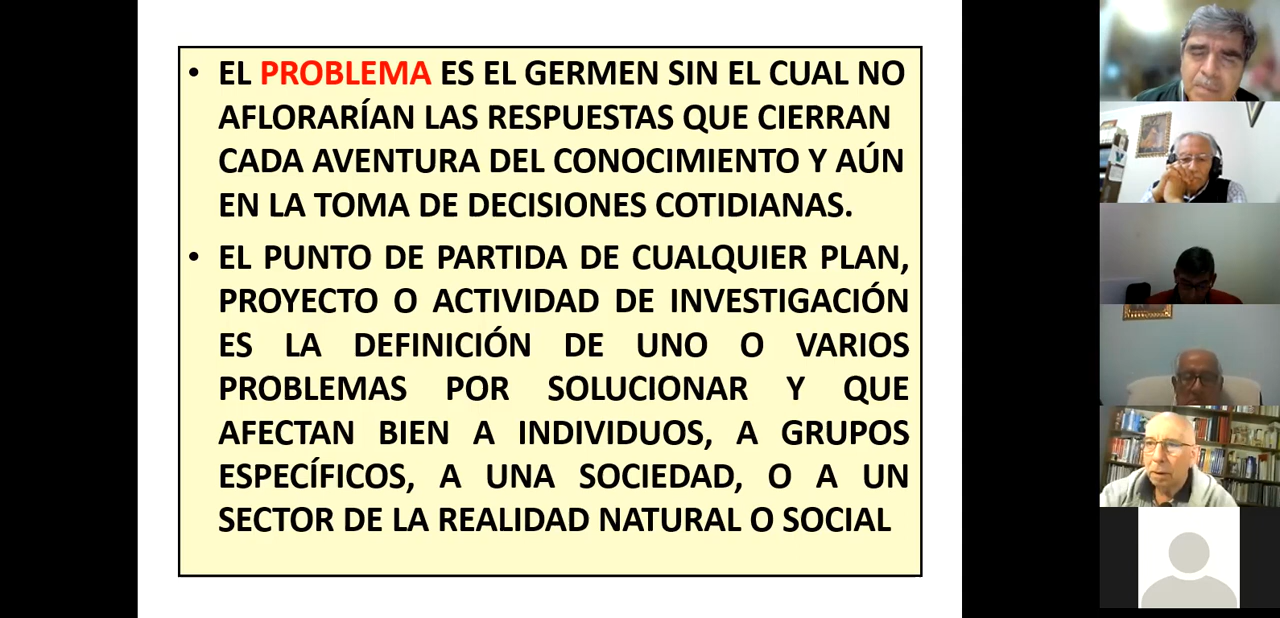 • EL PROBLEMA ES EL GERMEN SIN EL CUAL NO
AFLORARÍAN LAS RESPUESTAS QUE CIERRAN
CADA AVENTURA DEL CONOCIMIENTO Y AÚN
EN LA TOMA DE DECISIONES COTIDIANAS.
• EL PUNTO DE PARTIDA DE CUALQUIER PLAN,
PROYECTO O ACTIVIDAD DE INVESTIGACIÓN
ES LA DEFINICIÓN DE UNO O VARIOS
PROBLEMAS POR SOLUCIONAR Y QUE
AFECTAN BIEN A INDIVIDUOS, A GRUPOS
ESPECÍFICOS, A UNA SOCIEDAD, O A UN
SECTOR DE LA REALIDAD NATURAL O SOCIAL